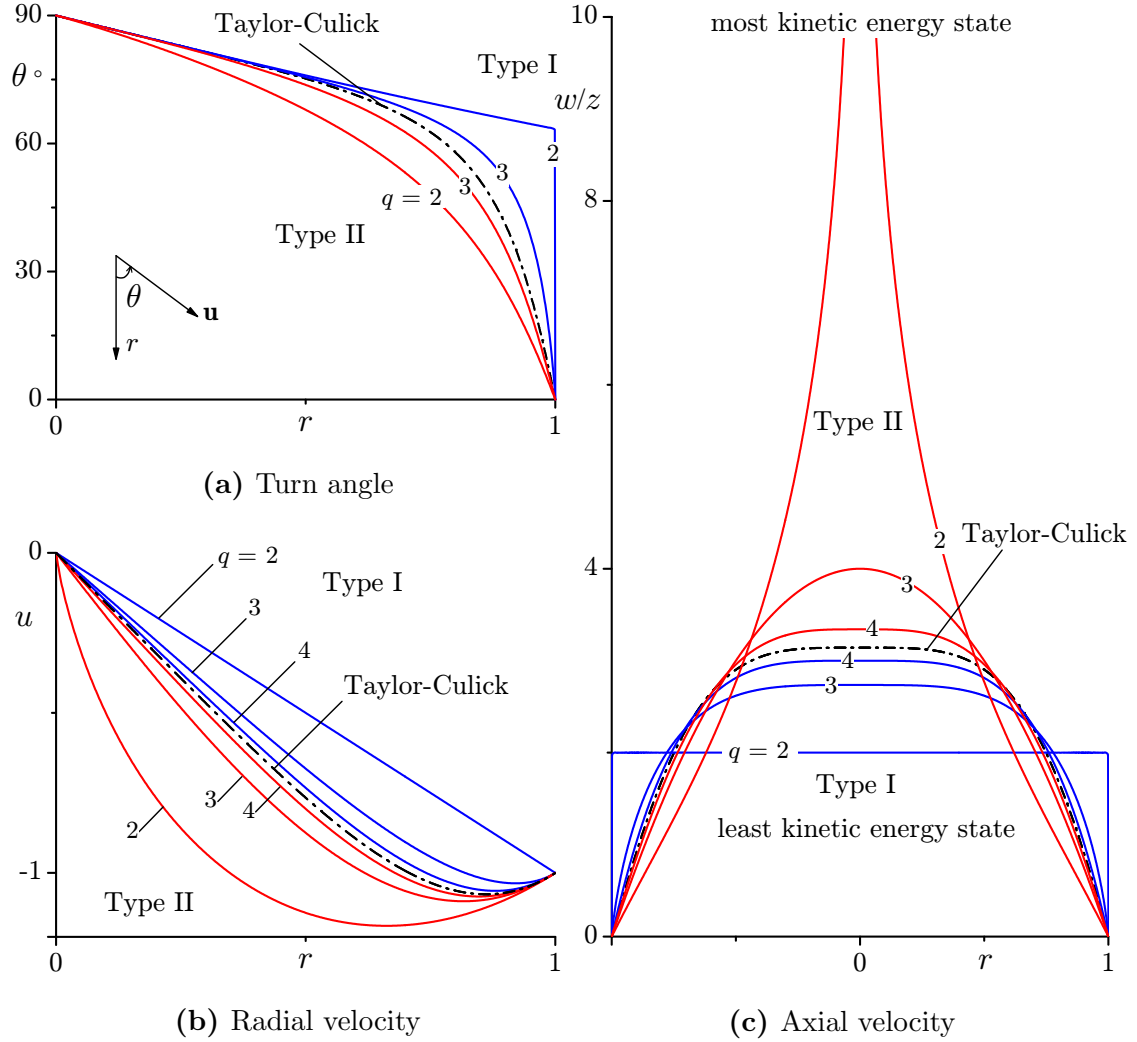 90
θ°
60
30
0
0
r
1
Taylor-Culick
Type I
2
3
3
q = 2
Type II
θ
u
r
(a) Turn angle
0
u
-1
0
r
1
q = 2
Type I
3
4
Taylor-Culick
3
4
2
Type II
(b) Radial velocity
most kinetic energy state
10
w/z
8
4
0
0
r
1
Type II
2
Taylor-Culick
3
4
4
3
q = 2
Type I
least kinetic energy state
(c) Axial velocity